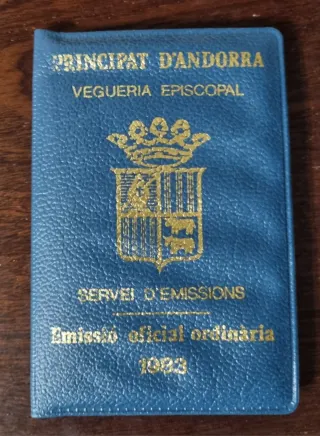 PRINCIPAT D'ANDORRA
VEGUERIA EPISCOPAL
SERVEI D'EMISSIONS
Emissió oficial ordinària
1983